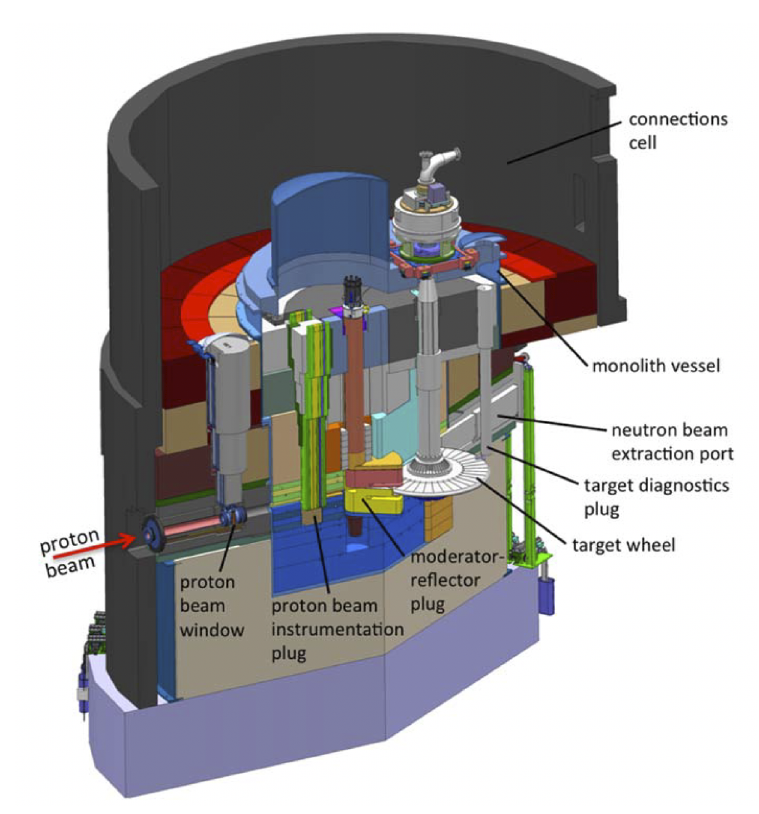 connections
cell
monolith vessel
neutron beam
extraction port
target diagnostics
plug
target wheel
proton
beam
moderator-
reflector
plug
proton
beam
window
proton beam
instrumentation
plug